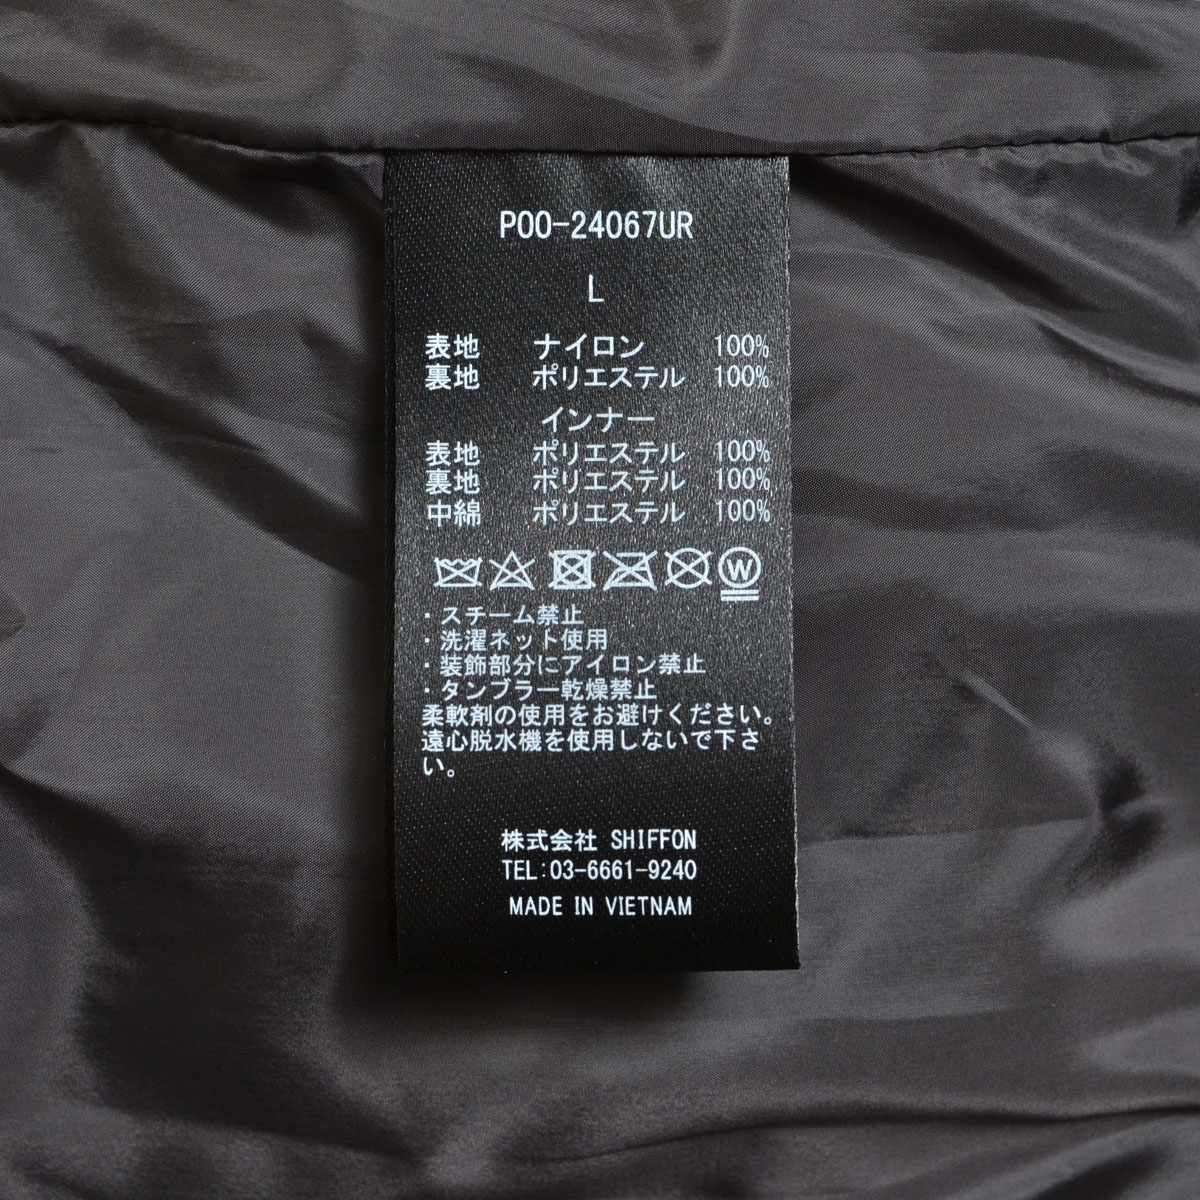 P00-24067UR
L
表地 ナイロン 100%
裏地 ポリエステル 100%
インナー
表地 ポリエステル 100%
裏地 ポリエステル 100%
中綿 ポリエステル 100%
W
・スチーム禁止
・洗濯ネット使用
・装飾部分にアイロン禁止
・タンブラー乾燥禁止
柔軟剤の使用をお避けください。
遠心脱水機を使用しないで下さ
い。
株式会社 SHIFFON
TEL:03-6661-9240
MADE IN VIETNAM